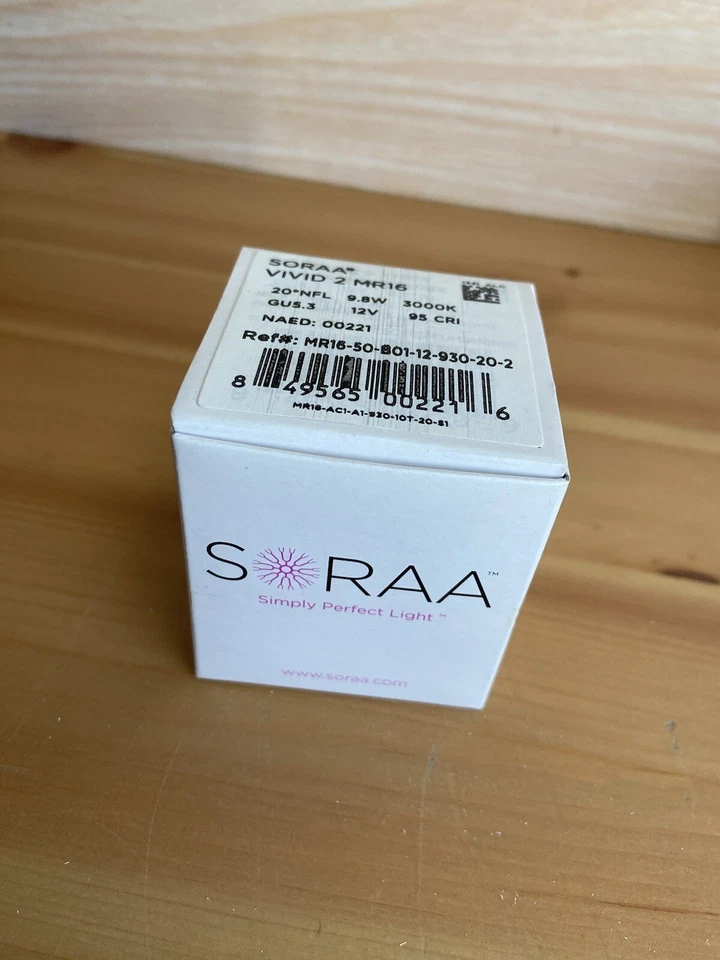 SORAA®
VIVID 2 MR16
20°NFL 9.8W 3000K
GU5.3 12V 95 CRI
NAED: 00221
Ref#: MR16-50-B01-12-930-20-2
8 49565 00221 6
MR16-AC1-A1-930-10T-20-S1
SORAA™
Simply Perfect Light™
www.soraa.com